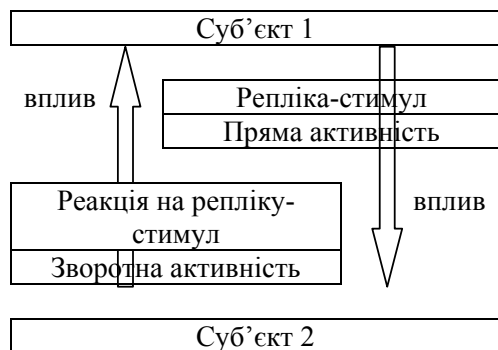 Суб’єкт 1
вплив
Репліка-стимул
Пряма активність
Реакція на репліку-
стимул
Зворотна активність
вплив
Суб’єкт 2